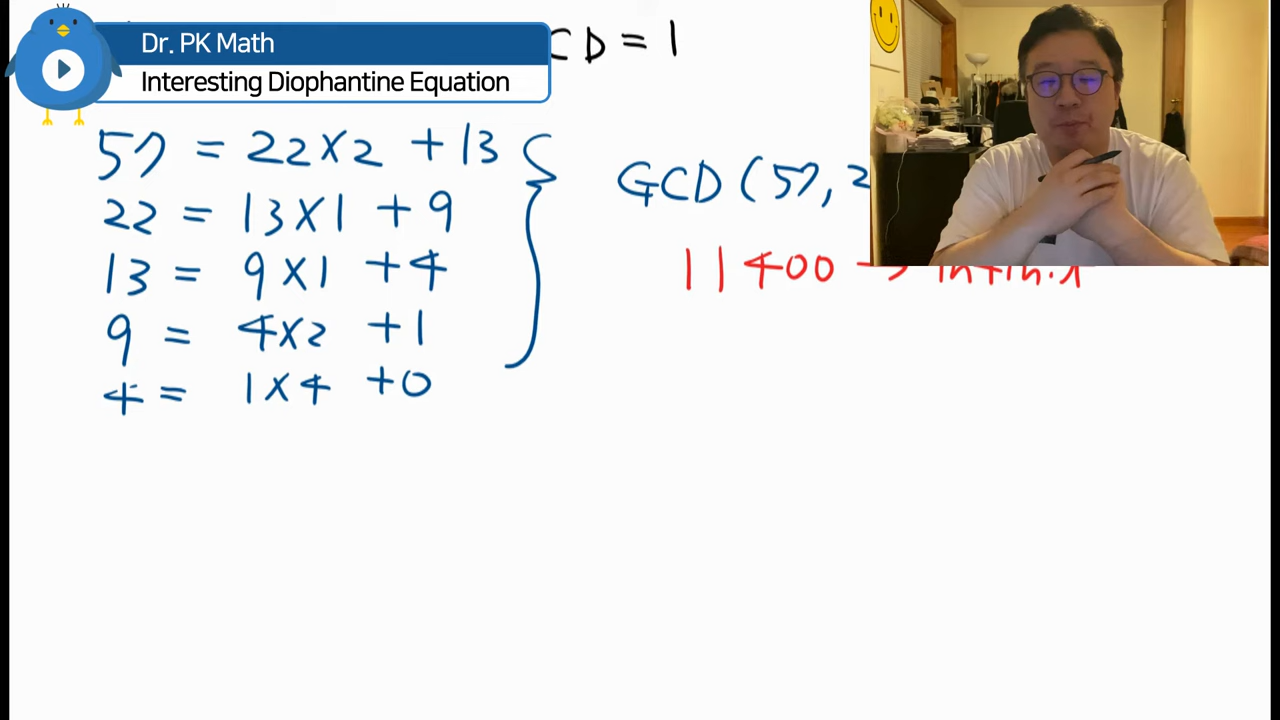 Dr. PK Math
Interesting Diophantine Equation
CD = 1
57 = 22x2 + 13
22 = 13x1 + 9
13 = 9x1 + 4
9 = 4x2 + 1
4 = 1x4 + 0
GCD (57, 2
11400 →